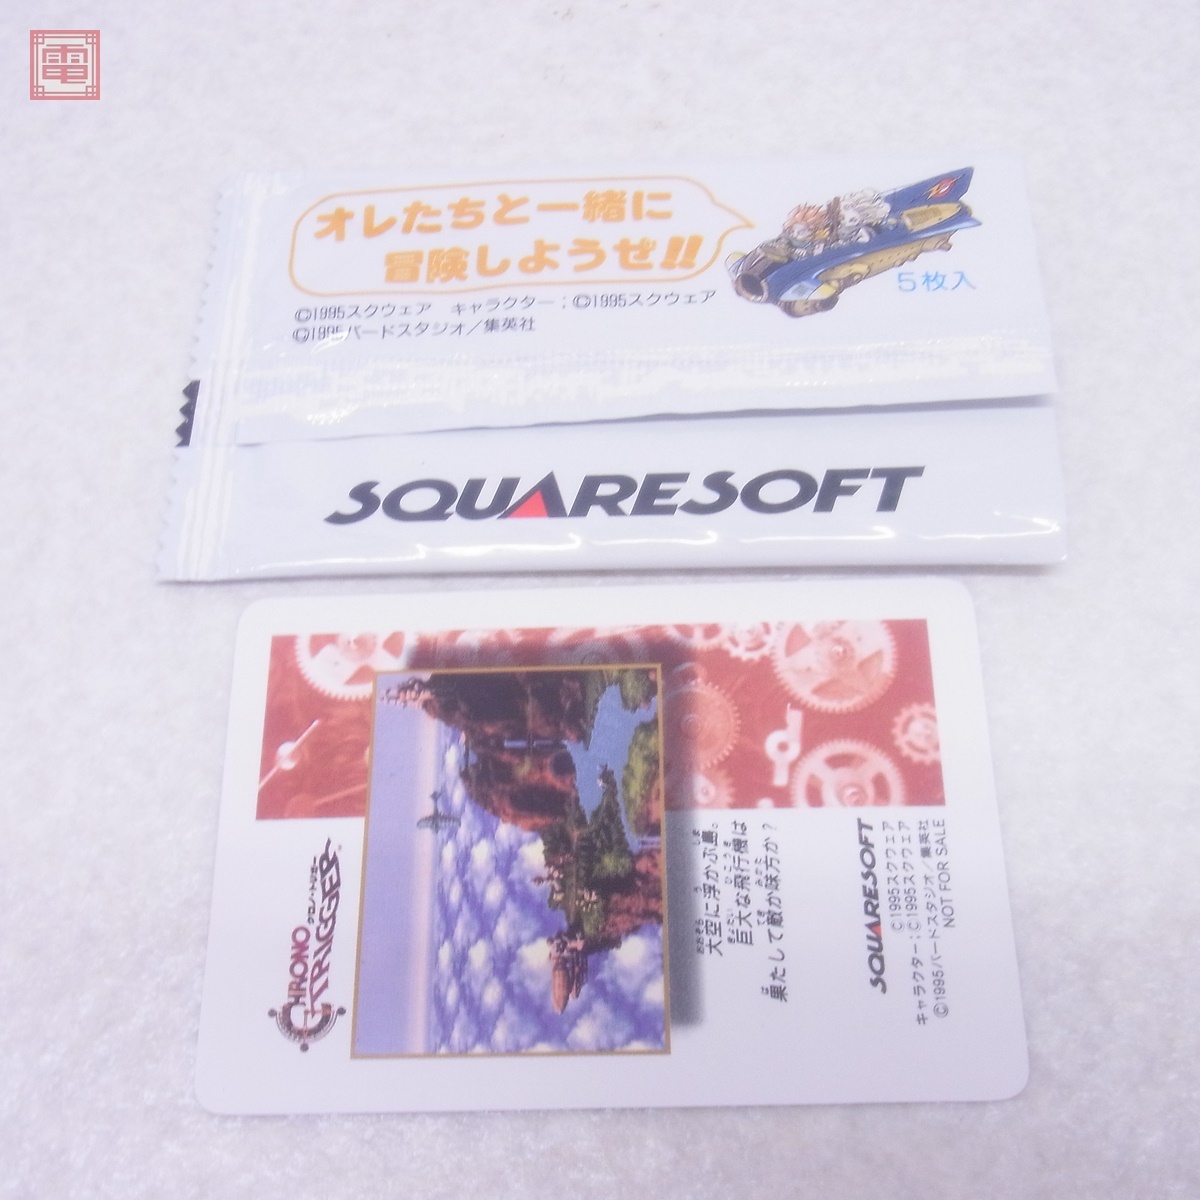 電
オレたちと一緒に
冒険しようぜ!!
©1995スクウェア キャラクター;©1995スクウェア
©1995バードスタジオ/集英社
5枚入
SQUARESOFT
CHRONO
クロノ・トリガー
TRIGGER
大空に浮かぶ島。
巨大な飛行機は
果たして敵か味方か?
SQUARESOFT
©1995スクウェア
キャラクター;©1995スクウェア
©1995バードスタジオ/集英社
NOT FOR SALE